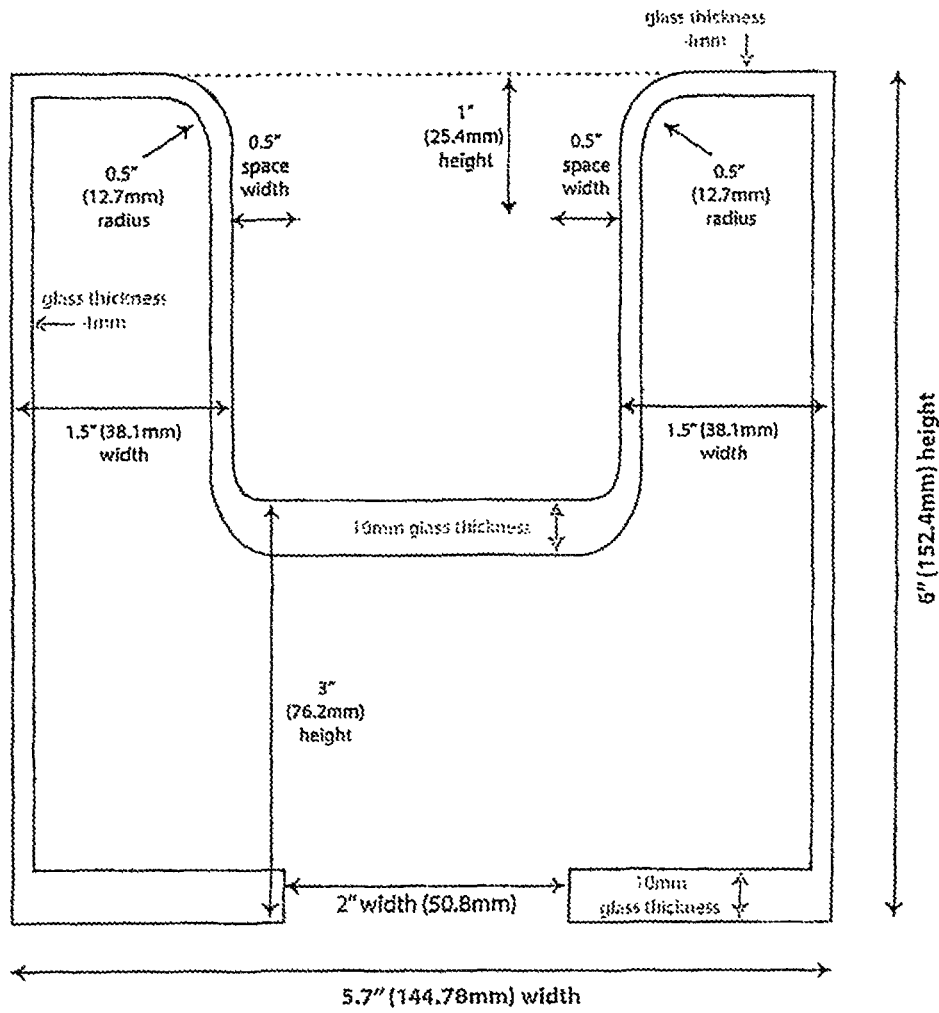 glass thickness
4mm
1"
(25.4mm)
height
0.5"
space
width
0.5"
space
width
0.5"
(12.7mm)
radius
0.5"
(12.7mm)
radius
glass thickness
4mm
1.5" (38.1mm)
width
1.5" (38.1mm)
width
6" (152.4mm) height
10mm glass thickness
3"
(76.2mm)
height
10mm
glass thickness
2" width (50.8mm)
5.7" (144.78mm) width